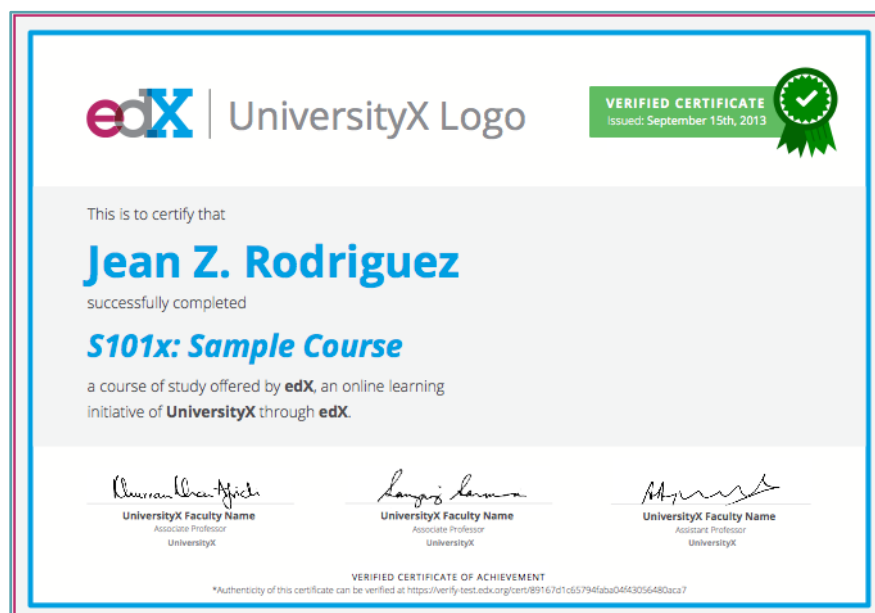 edX | UniversityX Logo
VERIFIED CERTIFICATE
Issued: September 15th, 2013
This is to certify that
Jean Z. Rodriguez
successfully completed
S101x: Sample Course
a course of study offered by edX, an online learning
initiative of UniversityX through edX.
UniversityX Faculty Name
Associate Professor
UniversityX
UniversityX Faculty Name
Associate Professor
UniversityX
UniversityX Faculty Name
Assistant Professor
UniversityX
VERIFIED CERTIFICATE OF ACHIEVEMENT
*Authenticity of this certificate can be verified at https://verify-test.edx.org/cert/89167d1c65794faba04f43056480aca7